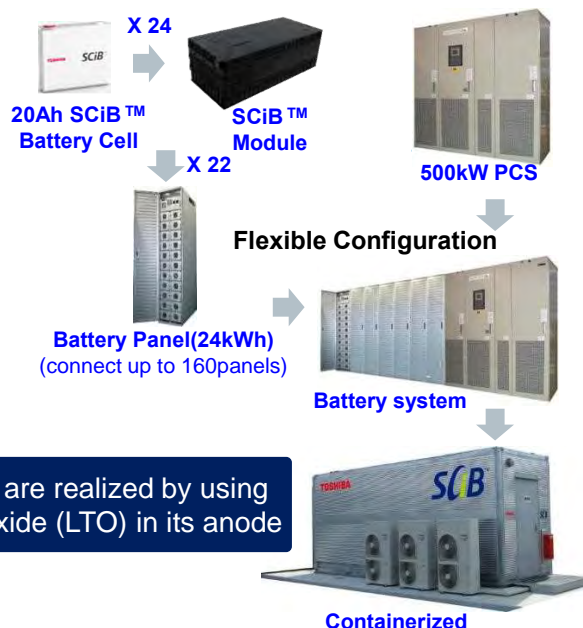 X 24
TOSHIBA SCiB
20Ah SCiB™
Battery Cell
SCiB™
Module
X 22
500kW PCS
Flexible Configuration
Battery Panel(24kWh)
(connect up to 160panels)
Battery system
are realized by using
xide (LTO) in its anode
TOSHIBA
SCiB
Containerized